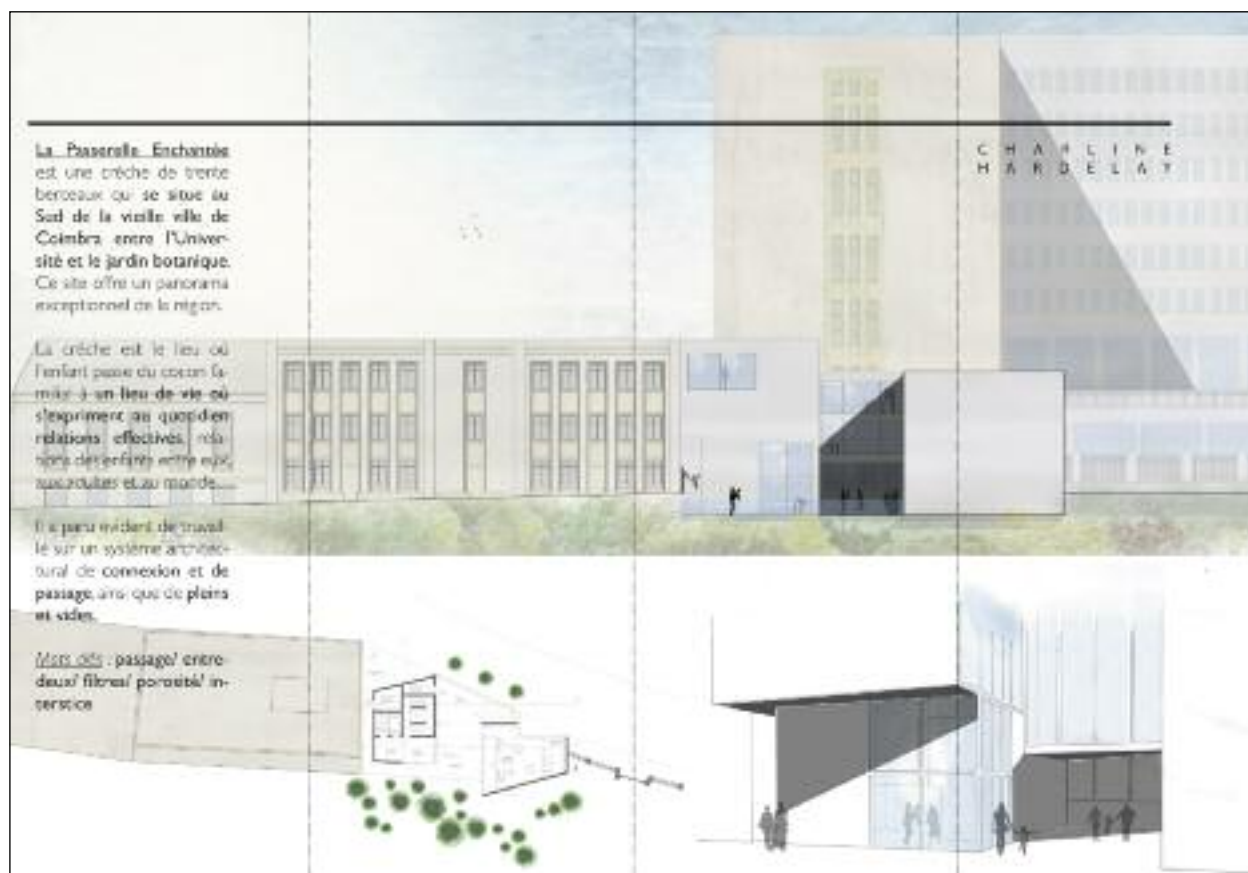 La Passerelle Enchantée
est une crèche de trente
berceaux qui se situe au
Sud de la vieille ville de
Coimbra entre l'Univer-
sité et le jardin botanique.
Ce site offre un panorama
exceptionnel de la région.
La crèche est le lieu où
l'enfant passe du cocon fa-
milial à un lieu de vie où
s'expriment au quotidien
relations effectives, rela-
tions des enfants entre eux,
aux adultes et au monde.
Il a paru évident de travail-
lé sur un système architec-
tural de connexion et de
passage, ainsi que de pleins
et vides.
Mots clés : passage/ entre-
deux/ filtres/ porosité/ in-
terstice
CHARLINE
HARDELAY